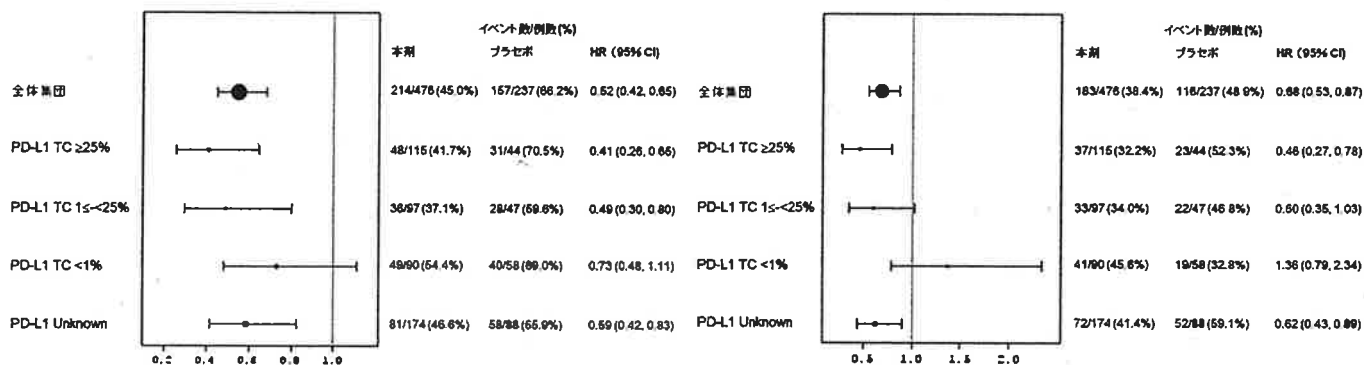 イベント数/例数(%)
本剤 プラセボ HR (95% CI)
全体集団 214/476 (45.0%) 157/237 (66.2%) 0.52 (0.42, 0.65)
PD-L1 TC ≥25% 48/115 (41.7%) 31/44 (70.5%) 0.41 (0.26, 0.65)
PD-L1 TC 1≤-<25% 36/97 (37.1%) 28/47 (59.6%) 0.49 (0.30, 0.80)
PD-L1 TC <1% 49/90 (54.4%) 40/58 (69.0%) 0.73 (0.48, 1.11)
PD-L1 Unknown 81/174 (46.6%) 58/88 (65.9%) 0.59 (0.42, 0.83)
0.2 0.4 0.6 0.8 1.0
イベント数/例数(%)
本剤 プラセボ HR (95% CI)
全体集団 183/476 (38.4%) 116/237 (48.9%) 0.68 (0.53, 0.87)
PD-L1 TC ≥25% 37/115 (32.2%) 23/44 (52.3%) 0.46 (0.27, 0.78)
PD-L1 TC 1≤-<25% 33/97 (34.0%) 22/47 (46.8%) 0.60 (0.35, 1.03)
PD-L1 TC <1% 41/90 (45.6%) 19/58 (32.8%) 1.36 (0.79, 2.34)
PD-L1 Unknown 72/174 (41.4%) 52/88 (59.1%) 0.62 (0.43, 0.89)
0.5 1.0 1.5 2.0